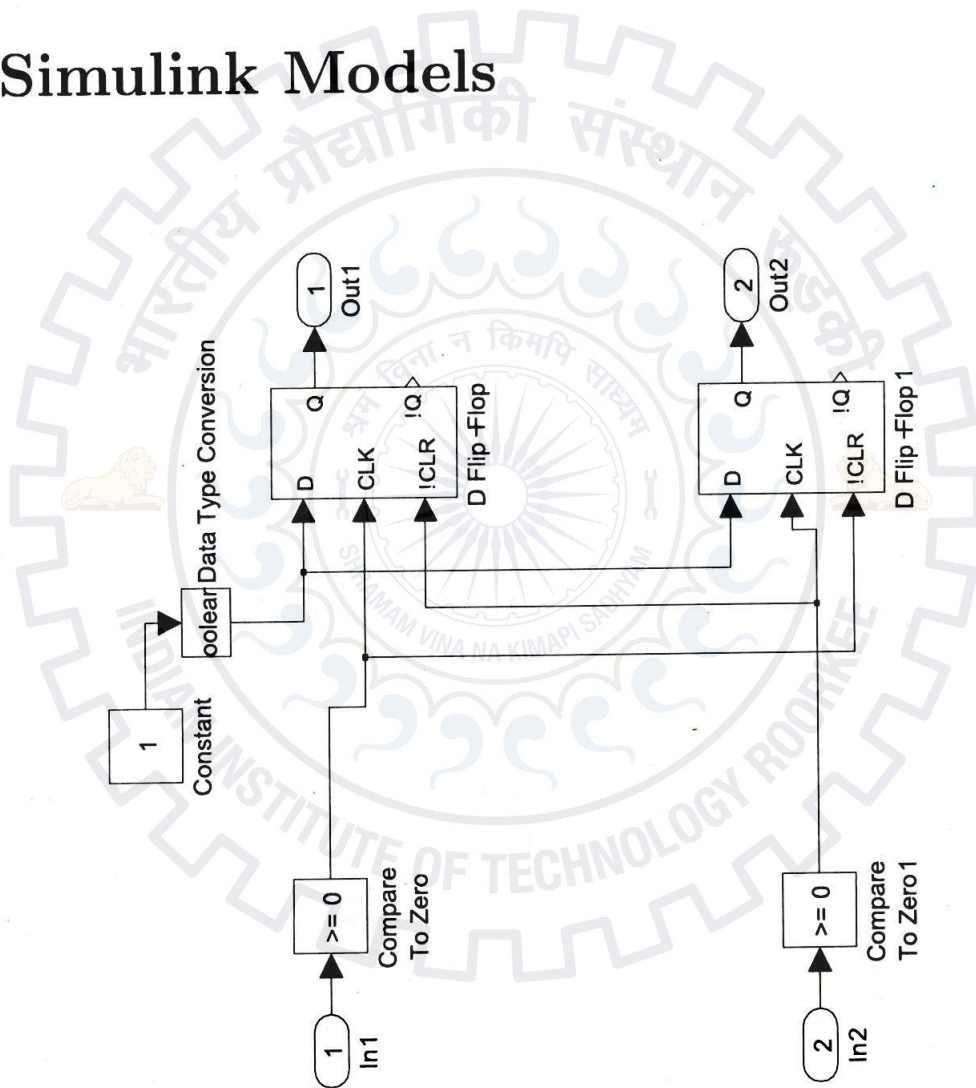 Simulink Models
भारतीय प्रौद्योगिकी संस्थान रुड़की
श्रमम् विना न किमपि साध्यम्
SHRAMAM VINA NA KIMAPI SADHYAM
INDIAN INSTITUTE OF TECHNOLOGY ROORKEE
1
Constant
oolean
Data Type Conversion
1
In1
>= 0
Compare
To Zero
D
CLK
!CLR
Q
!Q
D Flip-Flop
1
Out1
2
In2
>= 0
Compare
To Zero1
D
CLK
!CLR
Q
!Q
D Flip-Flop1
2
Out2